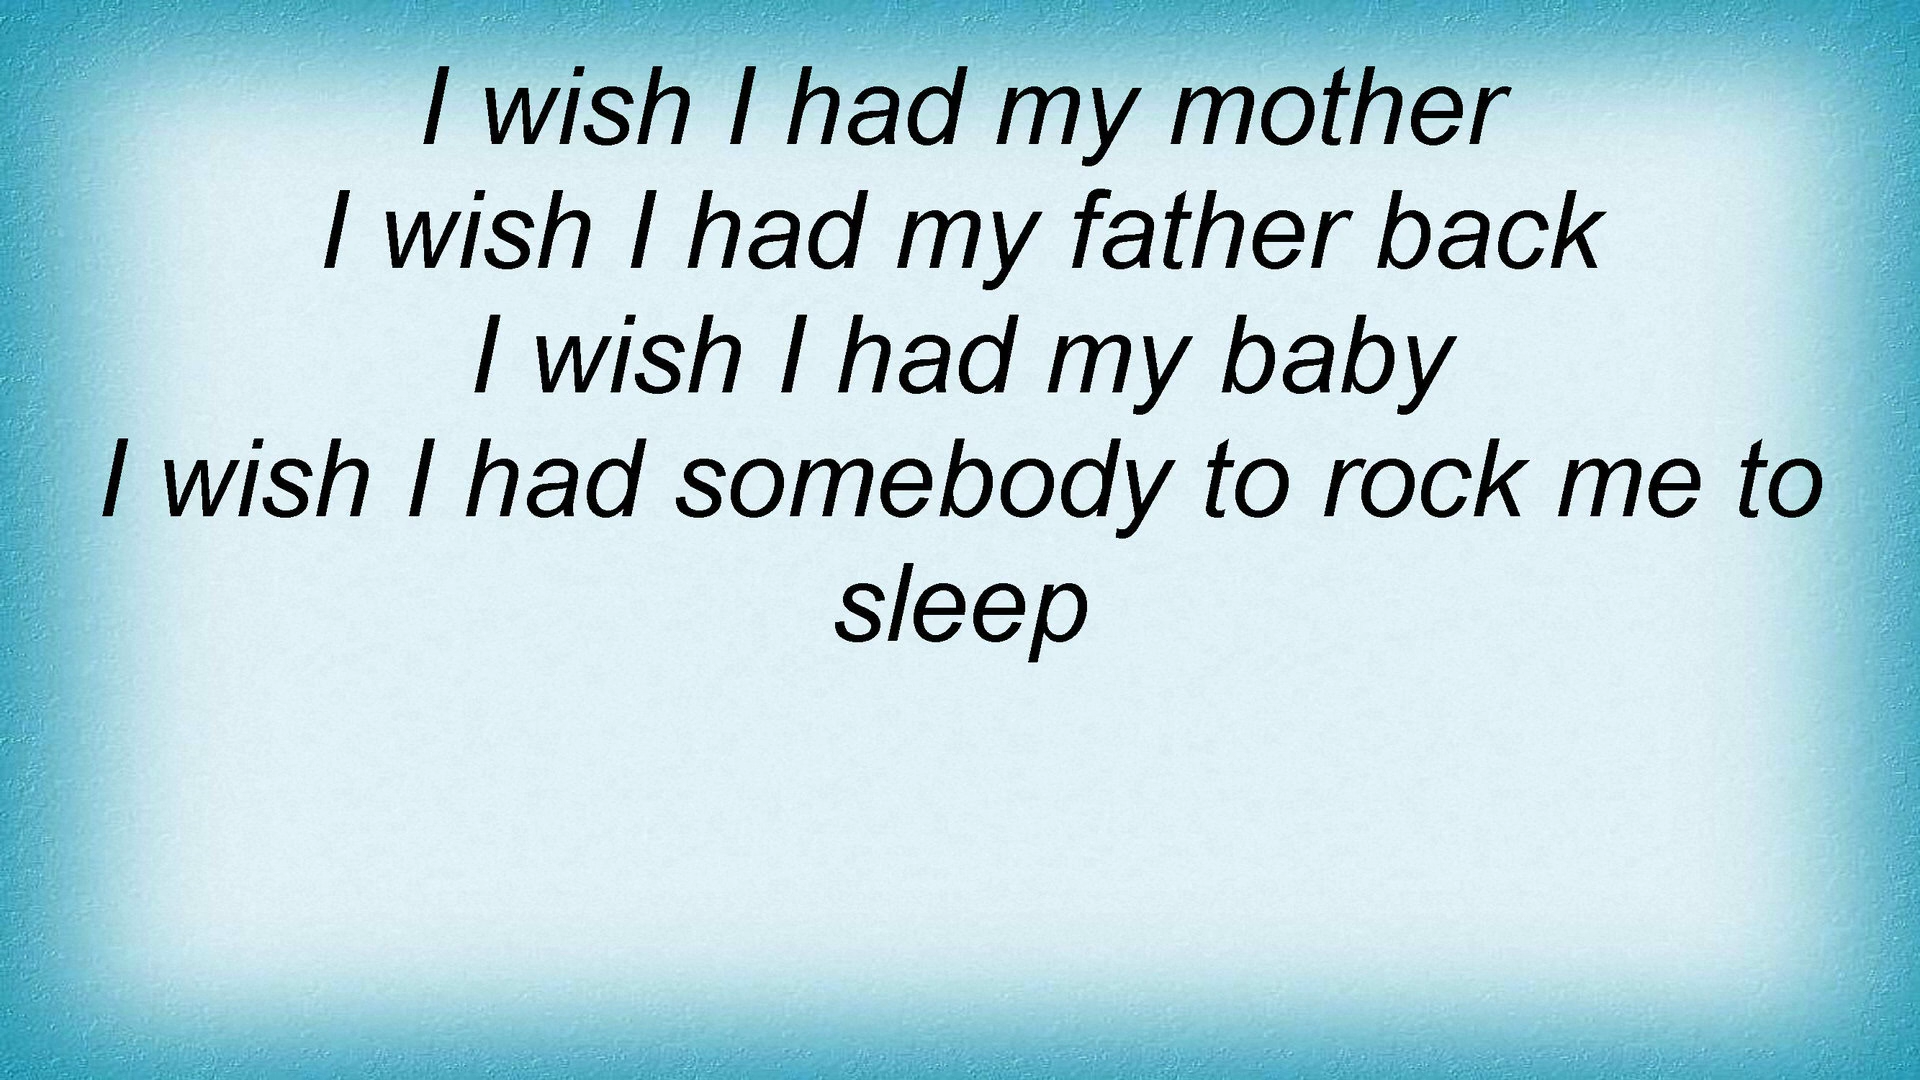 I wish I had my mother
I wish I had my father back
I wish I had my baby
I wish I had somebody to rock me to
sleep